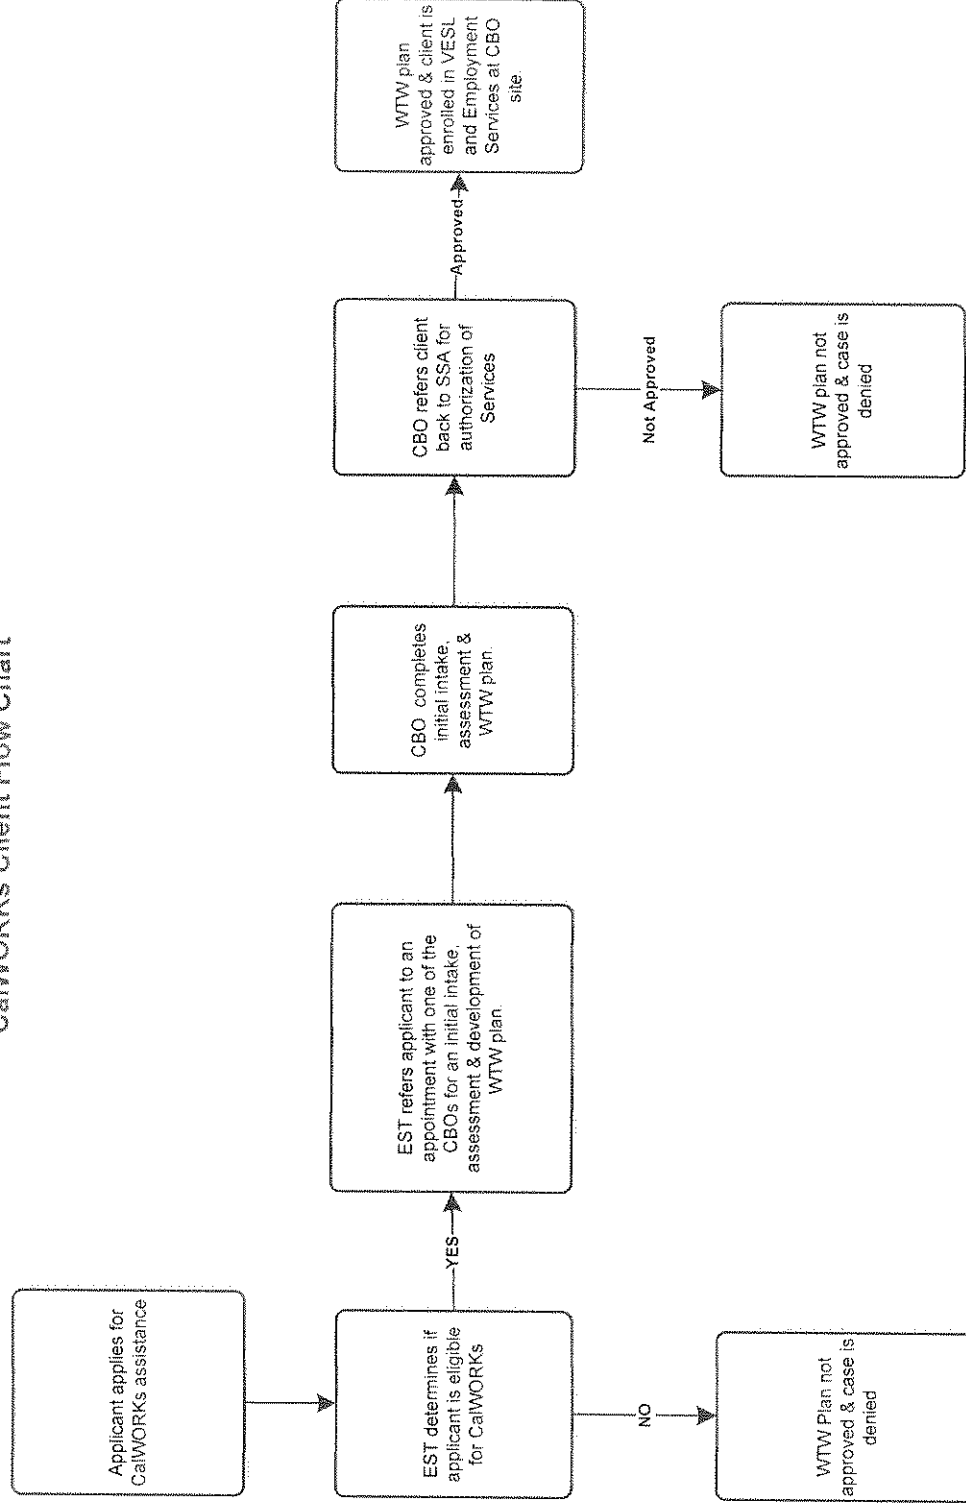 CalWORKs Client Flow Chart
Applicant applies for
CalWORKs assistance
EST determines if
applicant is eligible
for CalWORKs
YES
NO
WTW Plan not
approved & case is
denied
EST refers applicant to an
appointment with one of the
CBOs for an initial intake,
assessment & development of
WTW plan.
CBO completes
initial intake,
assessment &
WTW plan.
CBO refers client
back to SSA for
authorization of
Services
Approved
Not Approved
WTW plan not
approved & case is
denied
WTW plan
approved & client is
enrolled in VESL
and Employment
Services at CBO
site.